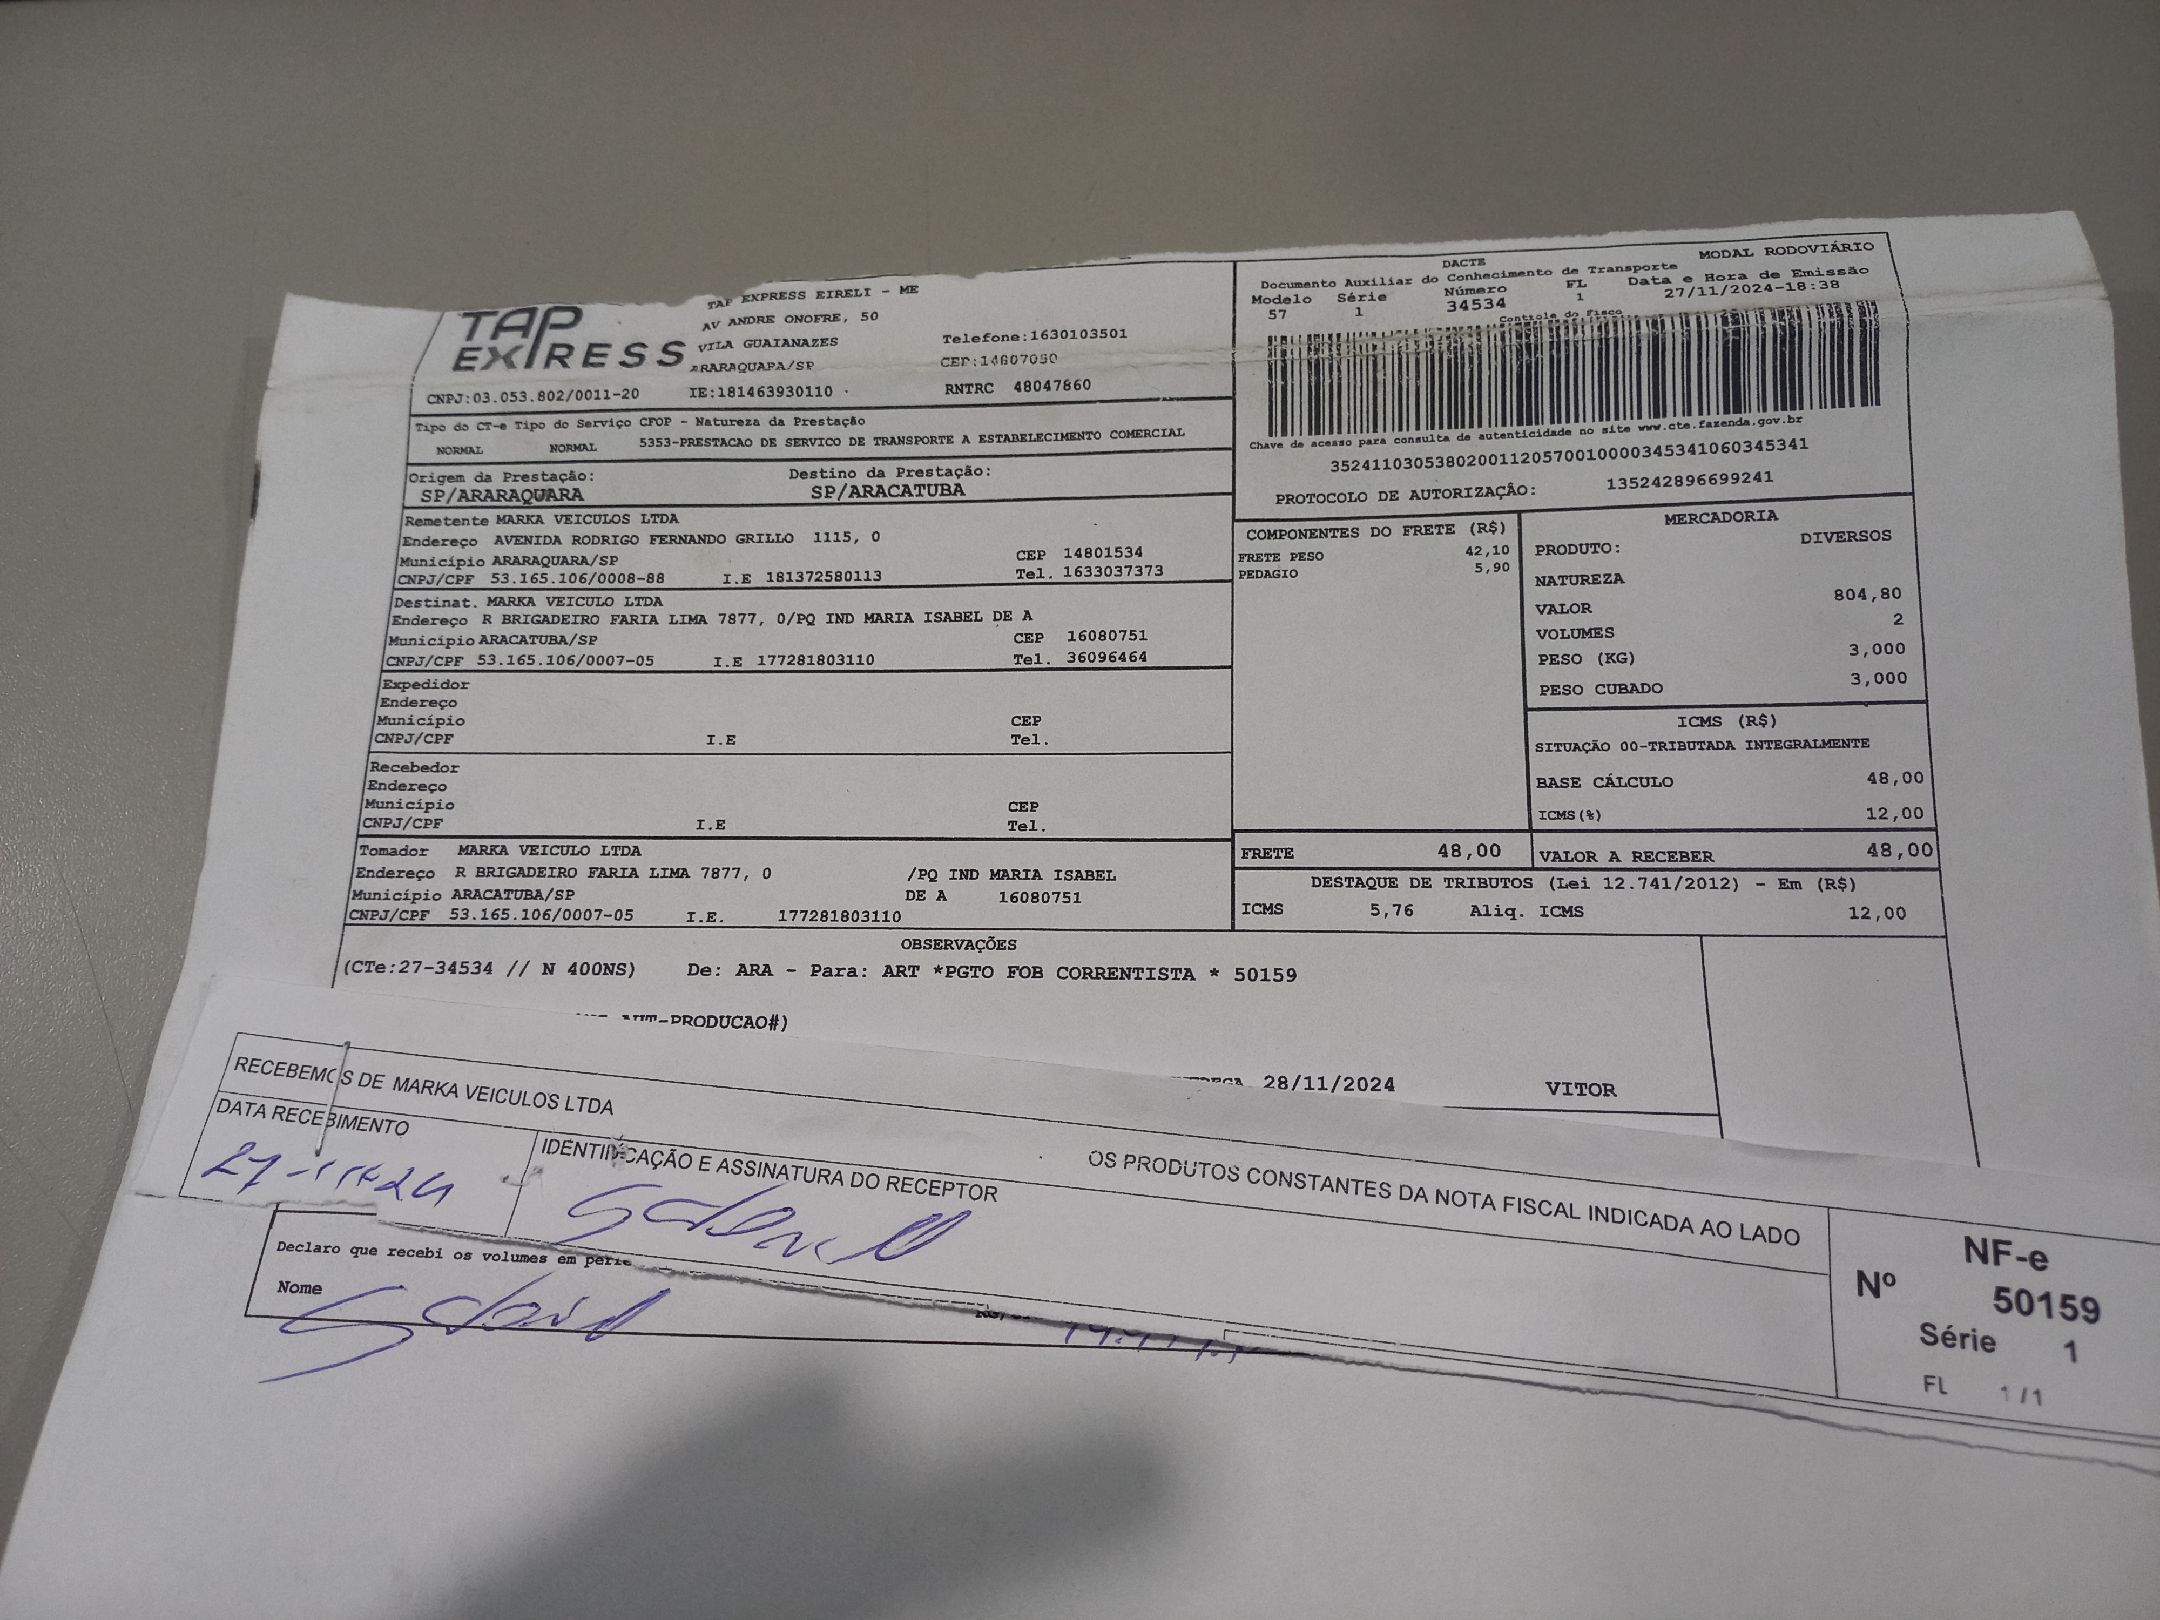 TAP
EXPRESS
TAP EXPRESS EIRELI - ME
AV ANDRE ONOFRE, 50
VILA GUAIANAZES
ARARAQUARA/SP
Telefone:1630103501
CEP:14807050
CNPJ:03.053.802/0011-20 IE:181463930110 RNTRC 48047860
DACTE MODAL RODOVIÁRIO
Documento Auxiliar do Conhecimento de Transporte
Modelo Série Número FL Data e Hora de Emissão
57 1 34534 1 27/11/2024-18:38
Controle do Fisco
Chave de acesso para consulta de autenticidade no site www.cte.fazenda.gov.br
35241103053802001120570010000345341060345341
PROTOCOLO DE AUTORIZAÇÃO: 135242896699241
Tipo do CT-e Tipo do Serviço CFOP - Natureza da Prestação
NORMAL NORMAL 5353-PRESTACAO DE SERVICO DE TRANSPORTE A ESTABELECIMENTO COMERCIAL
Origem da Prestação: Destino da Prestação:
SP/ARARAQUARA SP/ARACATUBA
Remetente MARKA VEICULOS LTDA
Endereço AVENIDA RODRIGO FERNANDO GRILLO 1115, 0
Município ARARAQUARA/SP CEP 14801534
CNPJ/CPF 53.165.106/0008-88 I.E 181372580113 Tel. 1633037373
Destinat. MARKA VEICULO LTDA
Endereço R BRIGADEIRO FARIA LIMA 7877, 0/PQ IND MARIA ISABEL DE A
Município ARACATUBA/SP CEP 16080751
CNPJ/CPF 53.165.106/0007-05 I.E 177281803110 Tel. 36096464
Expedidor
Endereço
Município CEP
CNPJ/CPF I.E Tel.
Recebedor
Endereço
Município CEP
CNPJ/CPF I.E Tel.
Tomador MARKA VEICULO LTDA
Endereço R BRIGADEIRO FARIA LIMA 7877, 0 /PQ IND MARIA ISABEL
Município ARACATUBA/SP DE A 16080751
CNPJ/CPF 53.165.106/0007-05 I.E. 177281803110
COMPONENTES DO FRETE (R$)
FRETE PESO 42,10
PEDAGIO 5,90
MERCADORIA
PRODUTO: DIVERSOS
NATUREZA
VALOR 804,80
VOLUMES 2
PESO (KG) 3,000
PESO CUBADO 3,000
ICMS (R$)
SITUAÇÃO 00-TRIBUTADA INTEGRALMENTE
BASE CÁLCULO 48,00
ICMS(%) 12,00
FRETE 48,00 VALOR A RECEBER 48,00
DESTAQUE DE TRIBUTOS (Lei 12.741/2012) - Em (R$)
ICMS 5,76 Aliq. ICMS 12,00
OBSERVAÇÕES
(CTe:27-34534 // N 400NS) De: ARA - Para: ART *PGTO FOB CORRENTISTA * 50159
AUT-PRODUCAO#)
28/11/2024 VITOR
RECEBEMOS DE MARKA VEICULOS LTDA OS PRODUTOS CONSTANTES DA NOTA FISCAL INDICADA AO LADO
DATA RECEBIMENTO IDENTIFICAÇÃO E ASSINATURA DO RECEPTOR
NF-e
Nº 50159
Série 1
FL 1/1
Declaro que recebi os volumes em
Nome